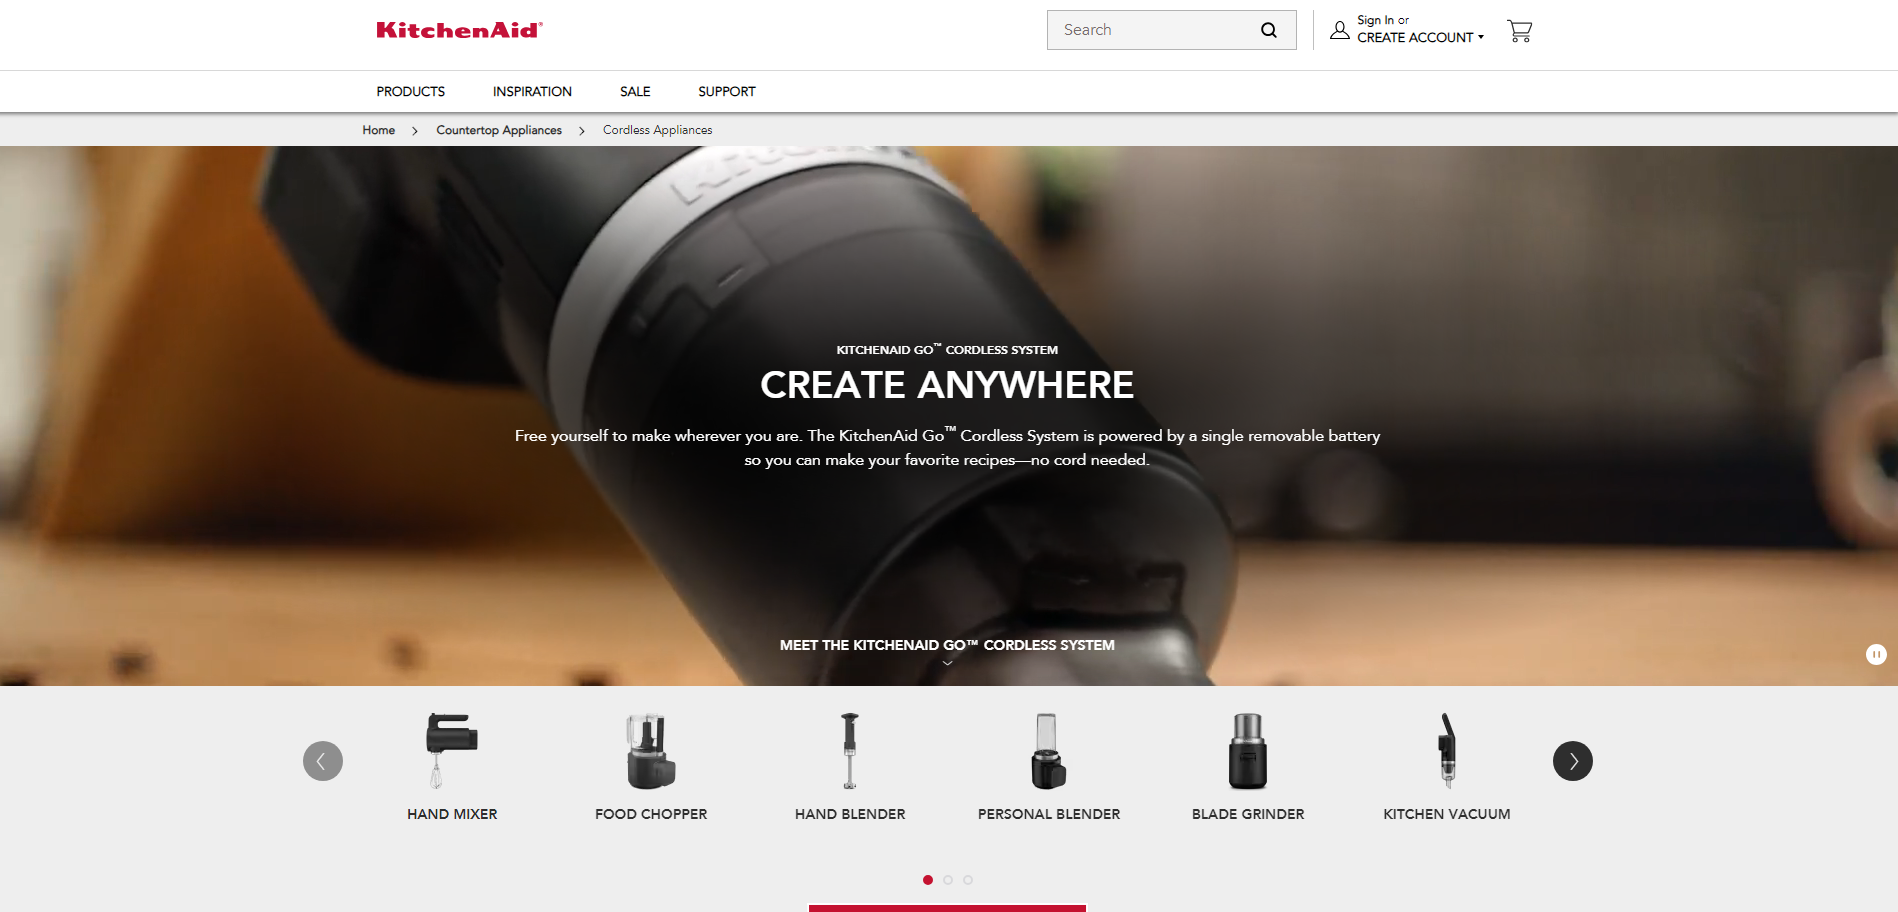 KitchenAid
Search
Sign In or
CREATE ACCOUNT
PRODUCTS INSPIRATION SALE SUPPORT
Home > Countertop Appliances > Cordless Appliances
KitchenAid
KITCHENAID GO™ CORDLESS SYSTEM
CREATE ANYWHERE
Free yourself to make wherever you are. The KitchenAid Go™ Cordless System is powered by a single removable battery
so you can make your favorite recipes—no cord needed.
MEET THE KITCHENAID GO™ CORDLESS SYSTEM
HAND MIXER FOOD CHOPPER HAND BLENDER PERSONAL BLENDER BLADE GRINDER KITCHEN VACUUM